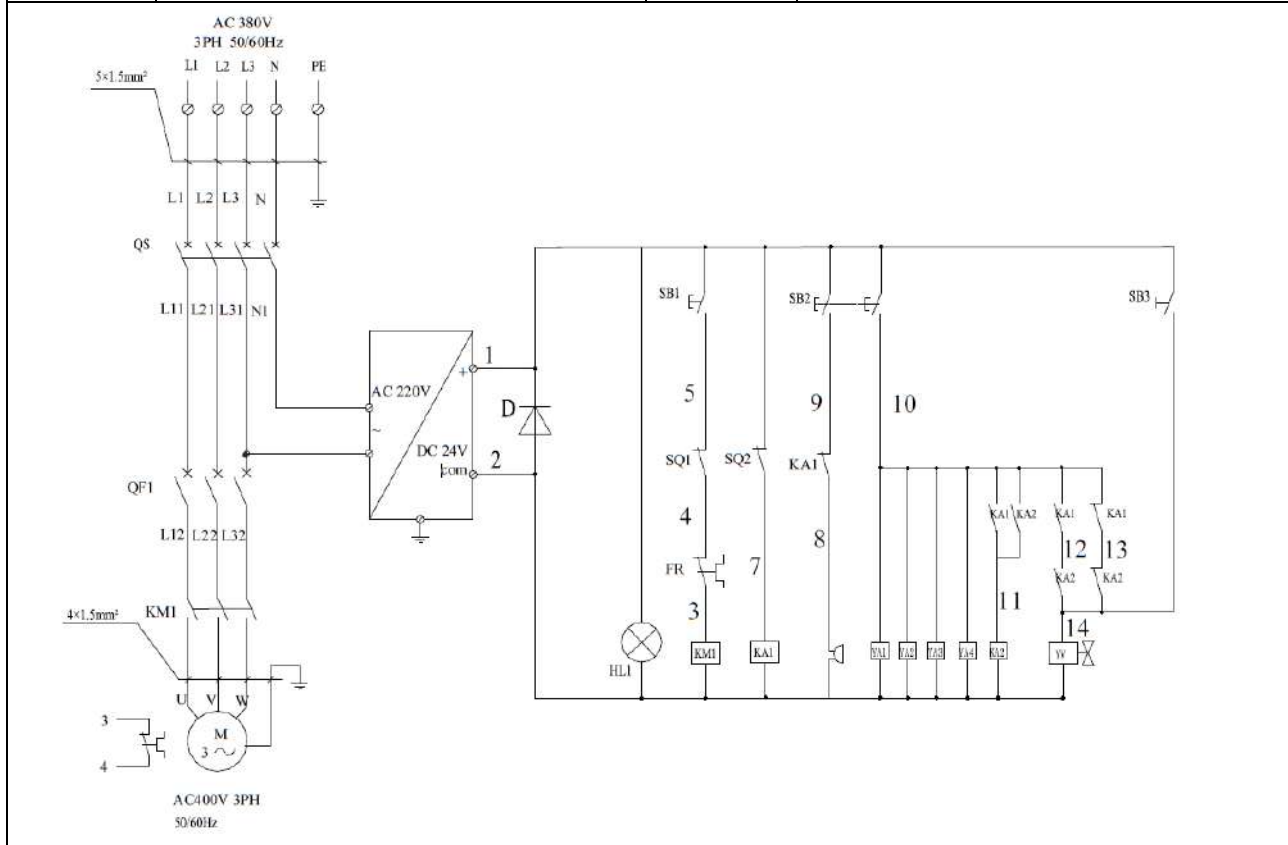 AC 380V
3PH 50/60Hz
L1 L2 L3 N PE
5×1.5mm²
L1 L2 L3 N
QS
L11 L21 L31 N1
SB1 SB2 SB3
1
+
AC 220V
~
D
5 9 10
DC 24V
com
2
SQ1 SQ2 KA1
QF1
L12 L22 L32
4 8
KA1 KA2 KA1 KA1
12 13
FR 7
KA2 KA2
11
4×1.5mm²
KM1
3
14
HL1
KM1 KA1 YA1 YA2 YA3 YA4 KA2 YV
U V W
3
M
3 ~
4
AC400V 3PH
50/60Hz